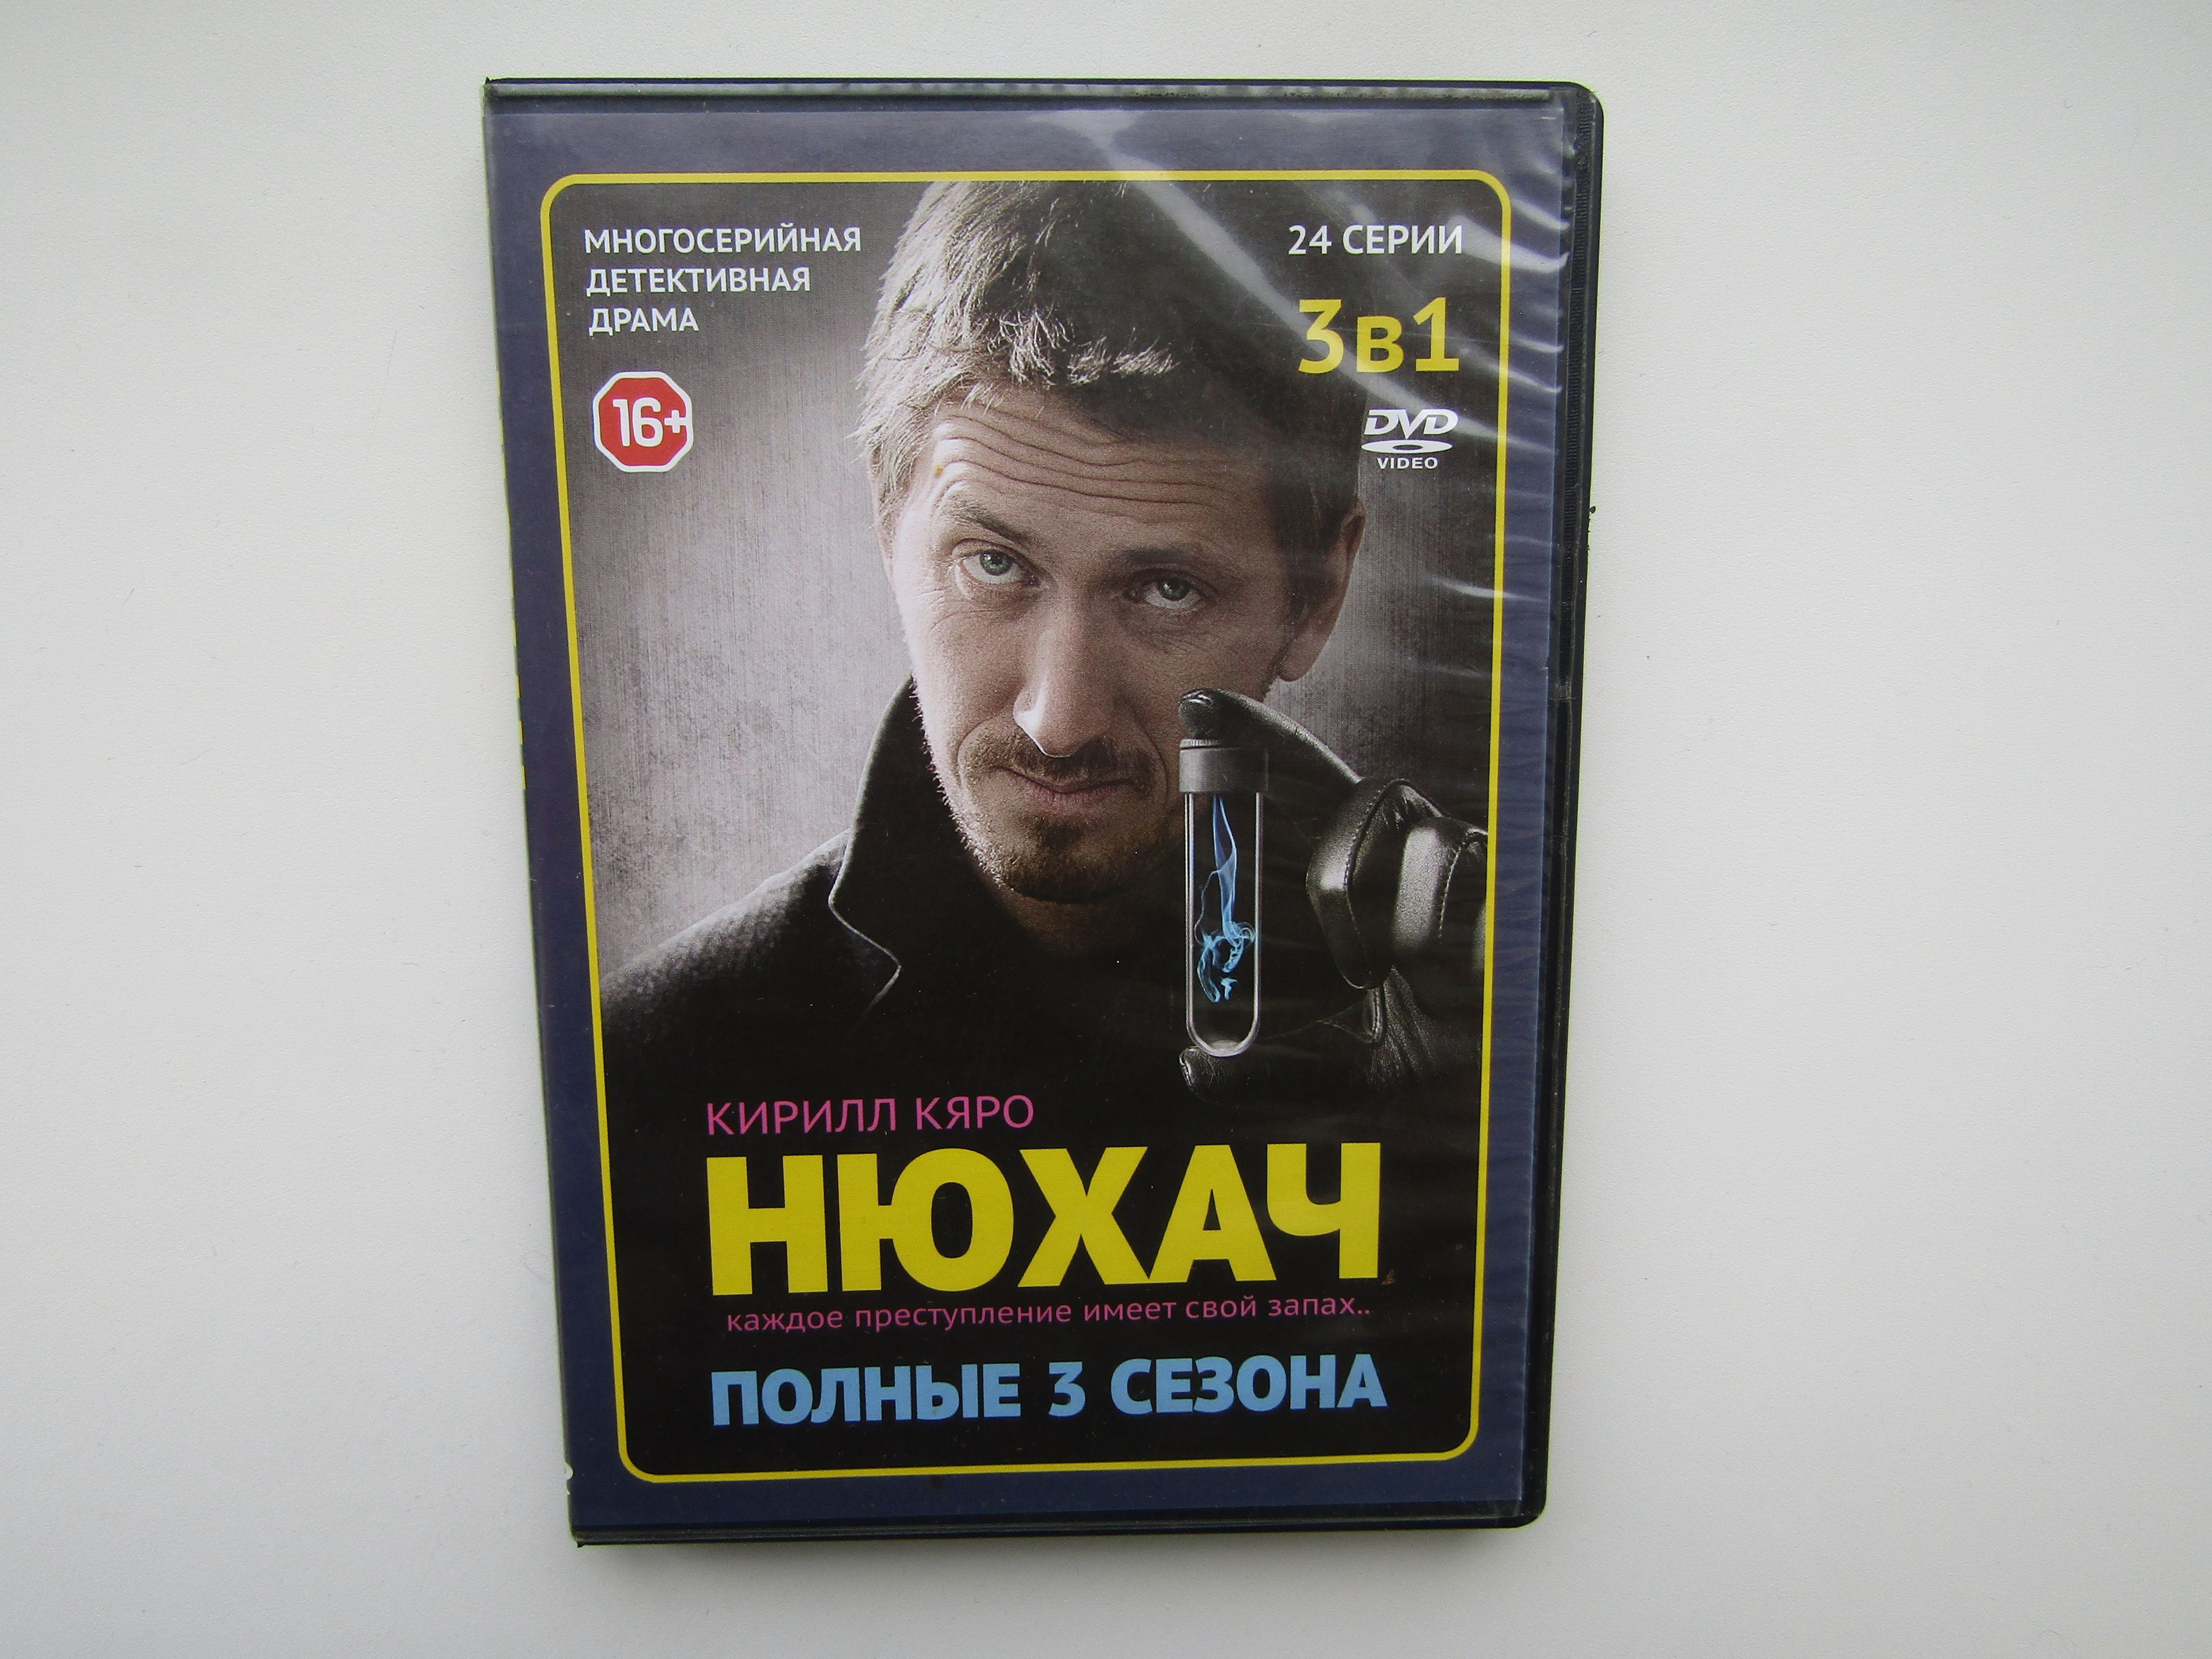 МНОГОСЕРИЙНАЯ
ДЕТЕКТИВНАЯ
ДРАМА
16+
24 СЕРИИ
3в1
DVD
VIDEO
КИРИЛЛ КЯРО
НЮХАЧ
каждое преступление имеет свой запах..
ПОЛНЫЕ 3 СЕЗОНА